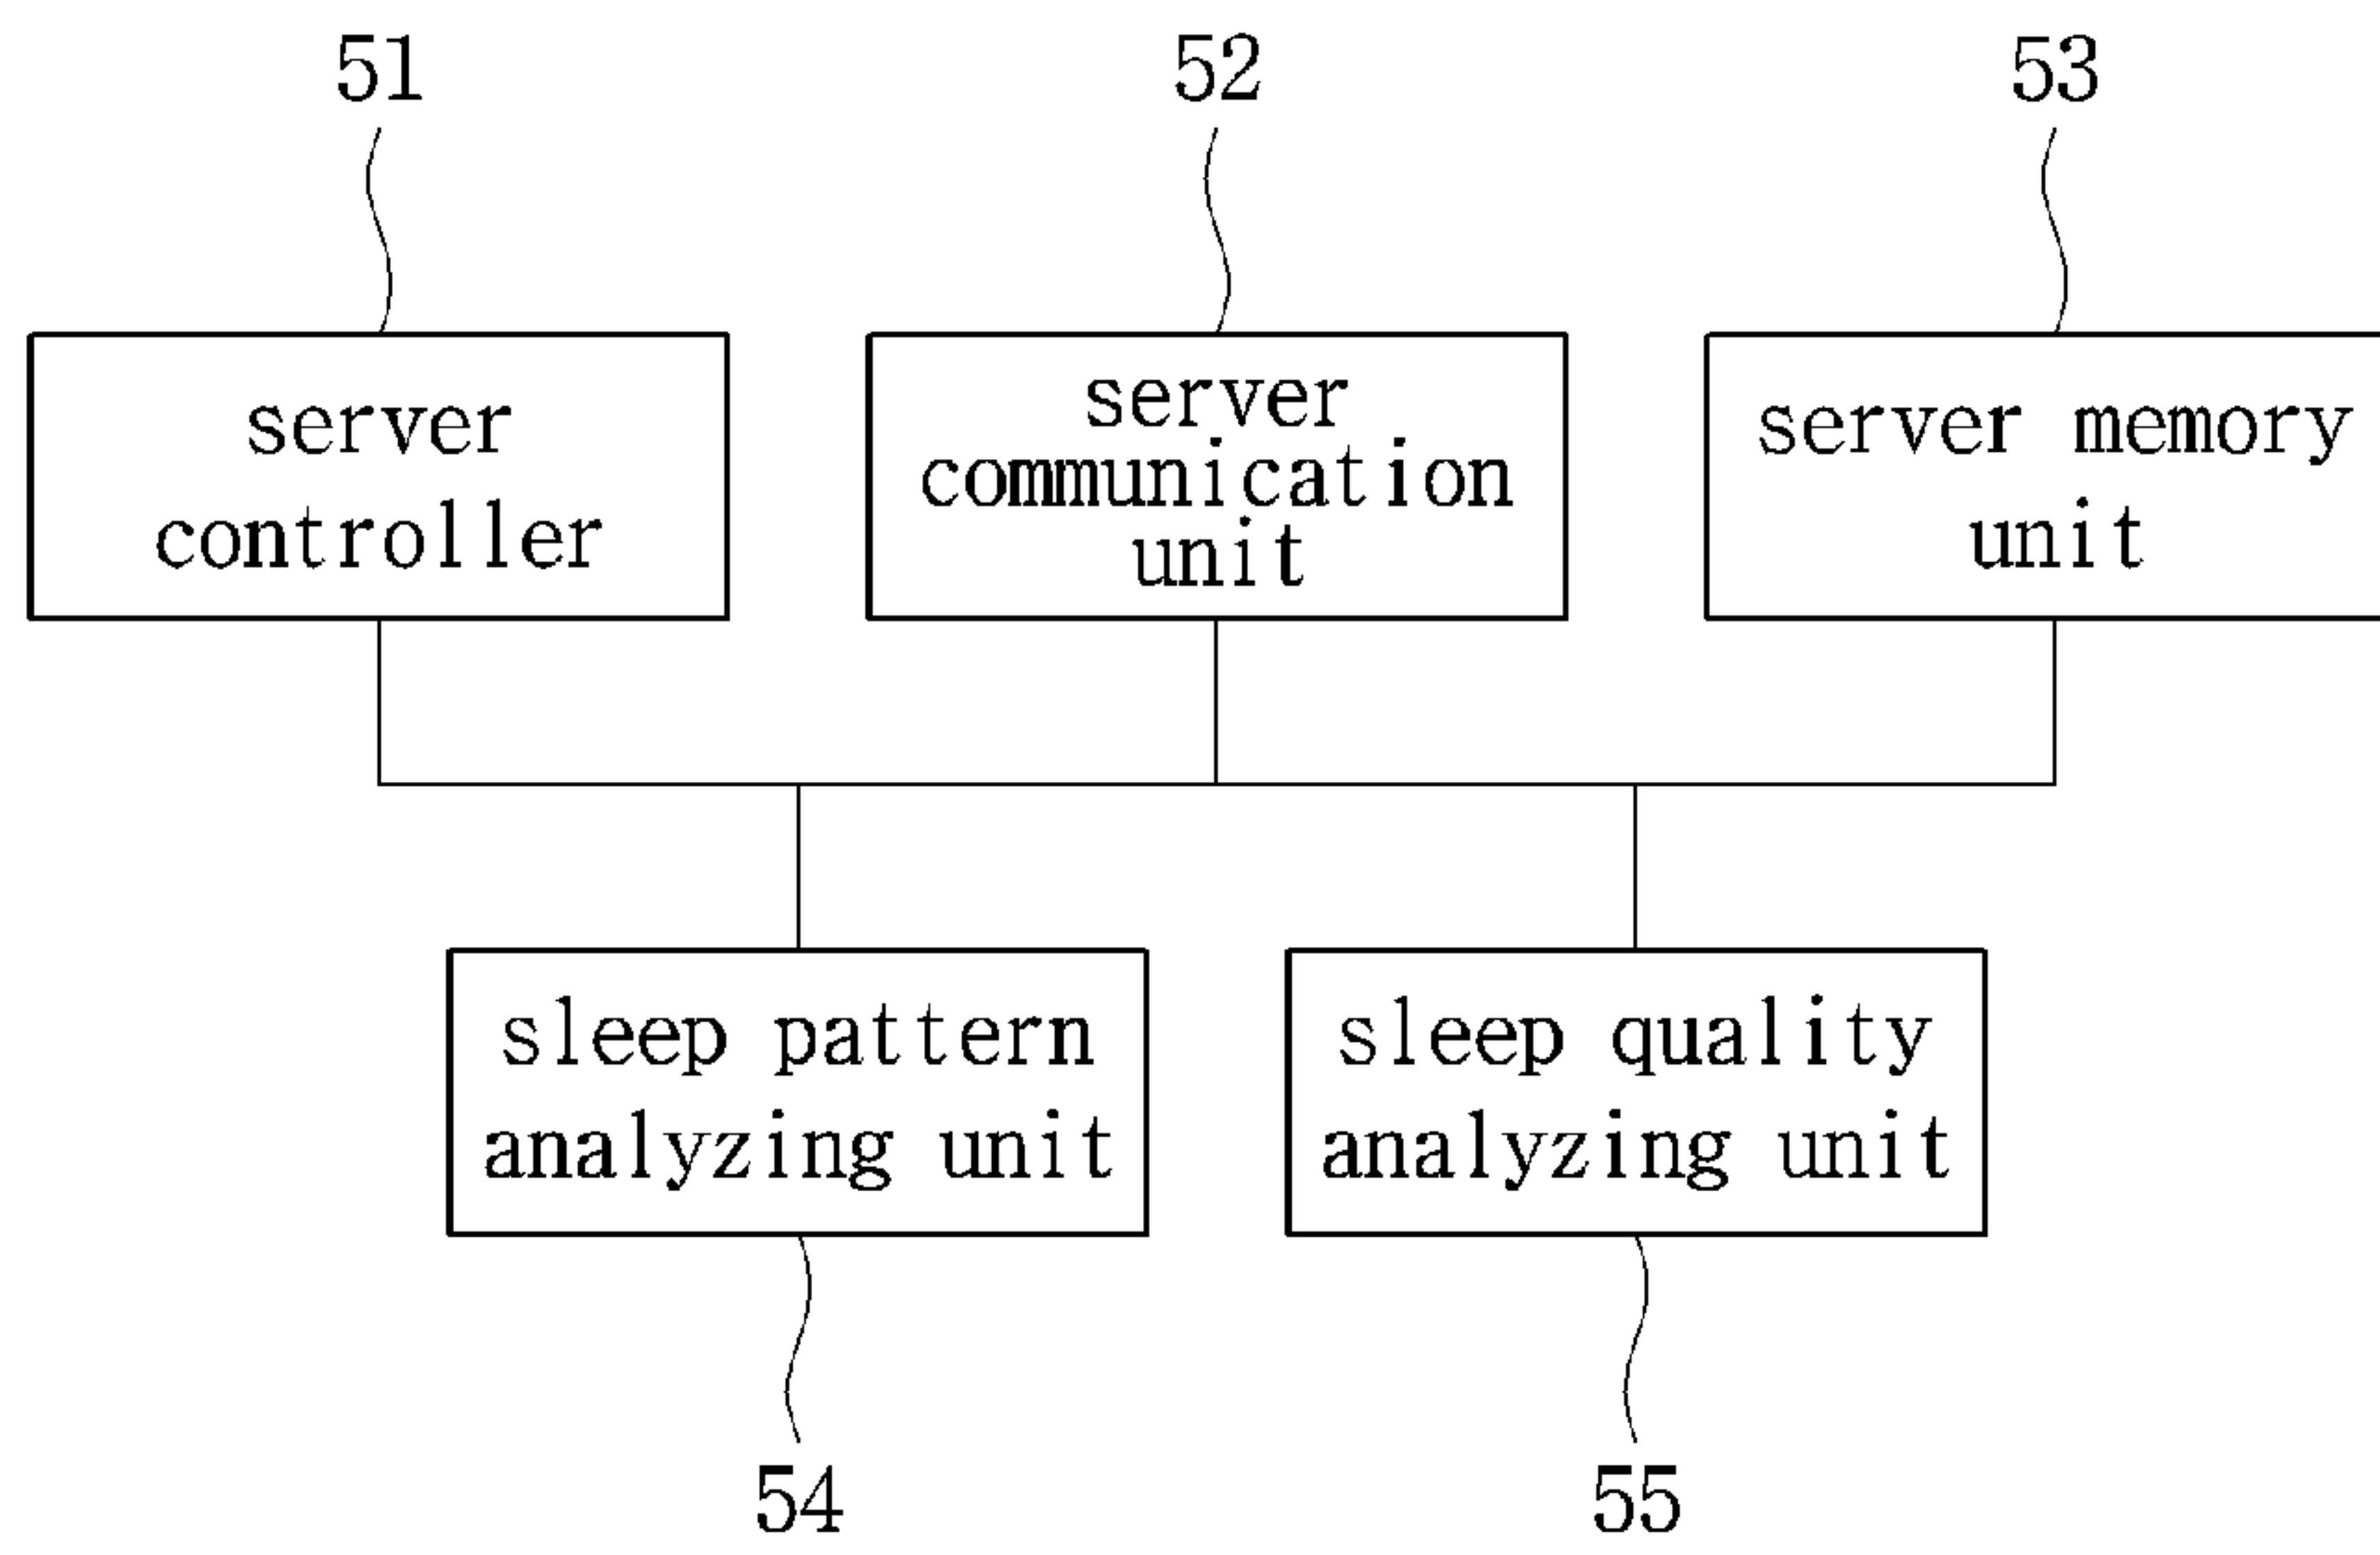 51
52
53
server
controller
server
communication
unit
server memory
unit
sleep pattern
analyzing unit
sleep quality
analyzing unit
54
55